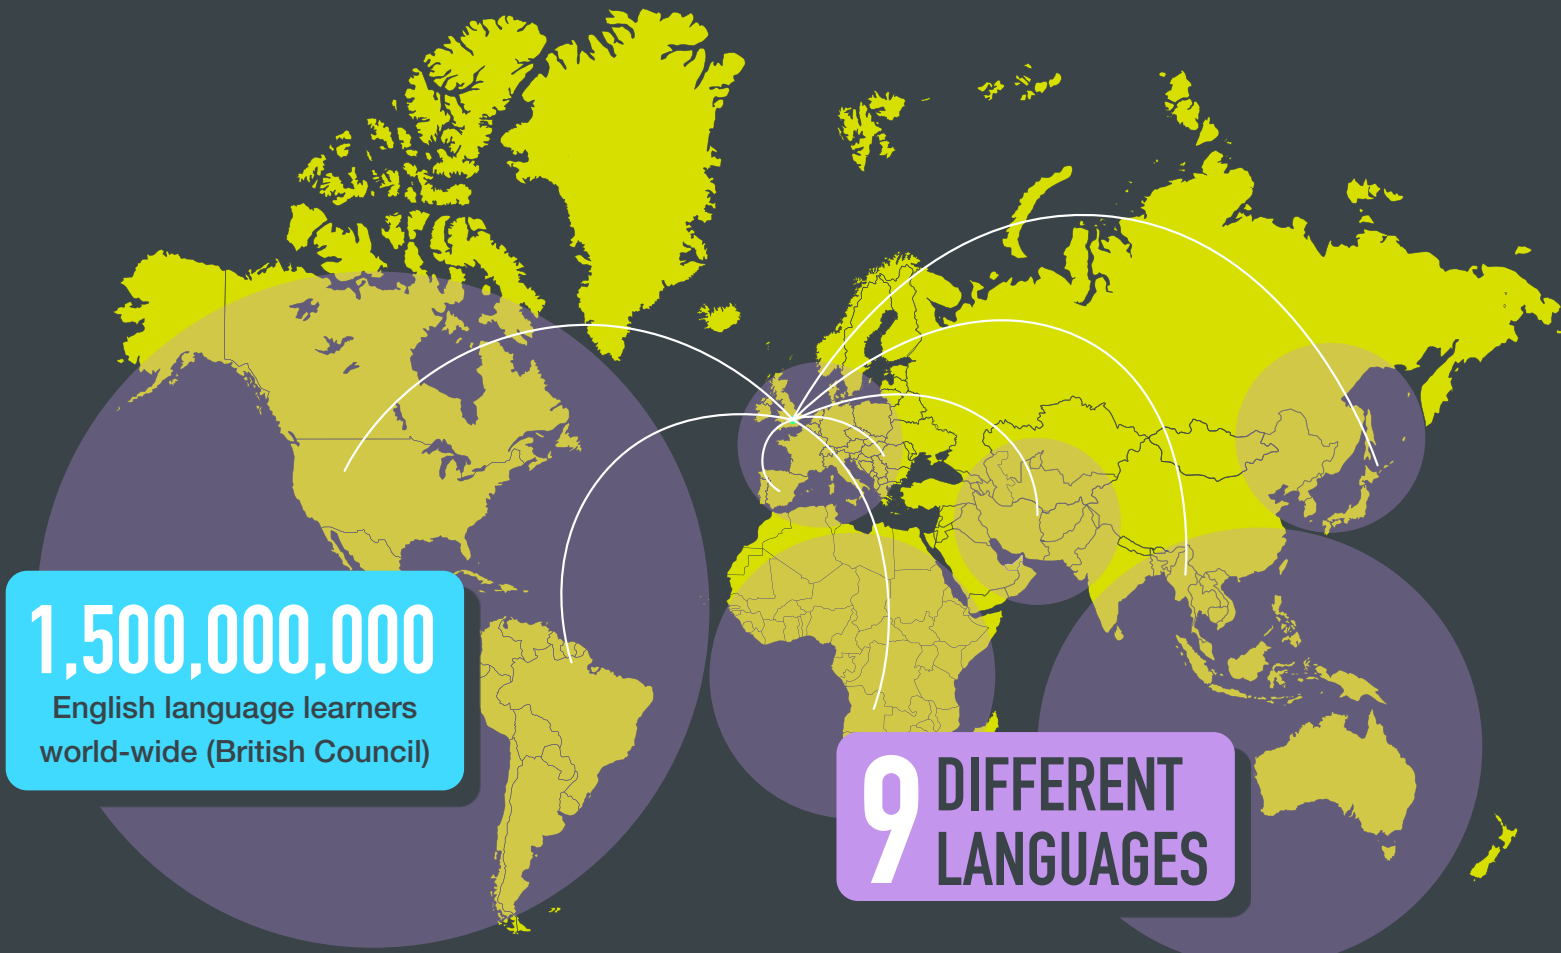 1,500,000,000
English language learners
world-wide (British Council)
9 DIFFERENT
LANGUAGES